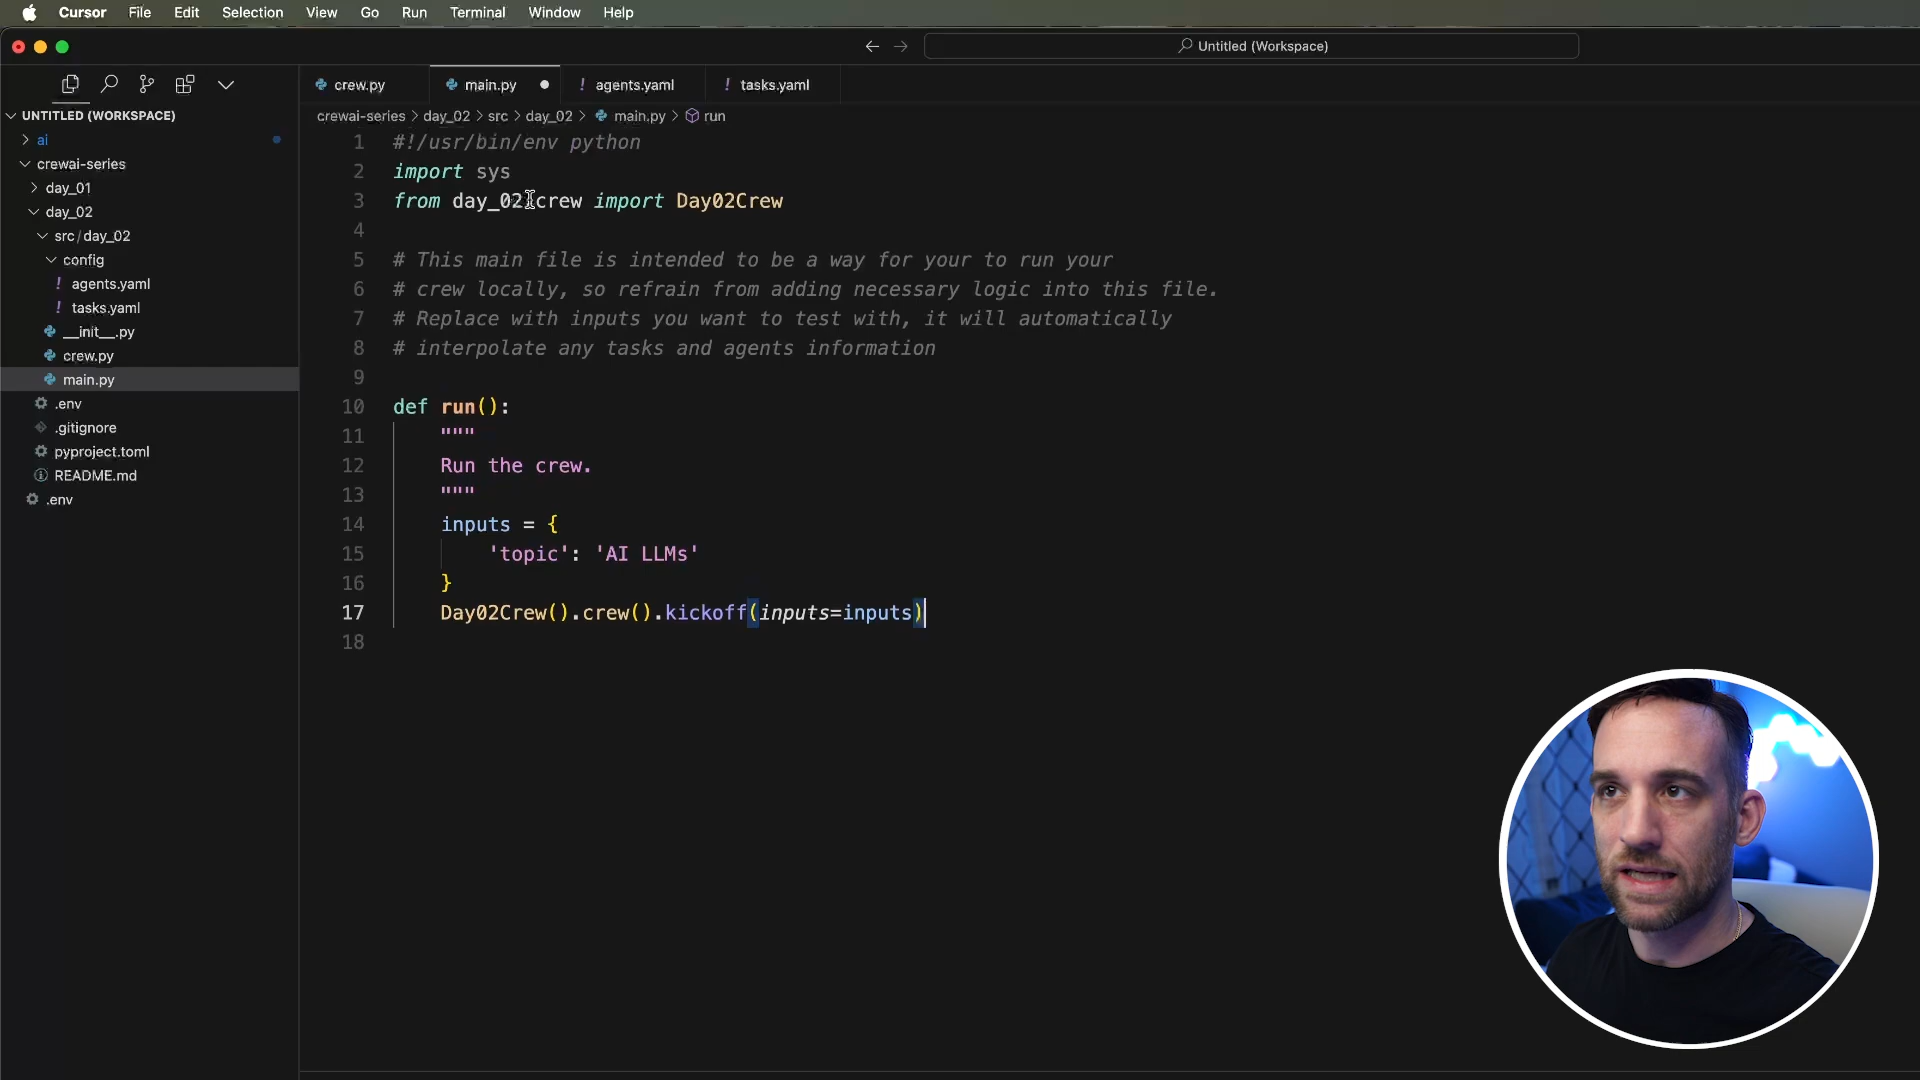 Cursor File Edit Selection View Go Run Terminal Window Help
Untitled (Workspace)
crew.py main.py agents.yaml tasks.yaml
UNTITLED (WORKSPACE)
ai
crewai-series
day_01
day_02
src/day_02
config
! agents.yaml
! tasks.yaml
__init__.py
crew.py
main.py
.env
.gitignore
pyproject.toml
README.md
.env
crewai-series > day_02 > src > day_02 > main.py > run
1 #!/usr/bin/env python
2 import sys
3 from day_02.crew import Day02Crew
4
5 # This main file is intended to be a way for your to run your
6 # crew locally, so refrain from adding necessary logic into this file.
7 # Replace with inputs you want to test with, it will automatically
8 # interpolate any tasks and agents information
9
10 def run():
11 """
12 Run the crew.
13 """
14 inputs = {
15 'topic': 'AI LLMs'
16 }
17 Day02Crew().crew().kickoff(inputs=inputs)
18